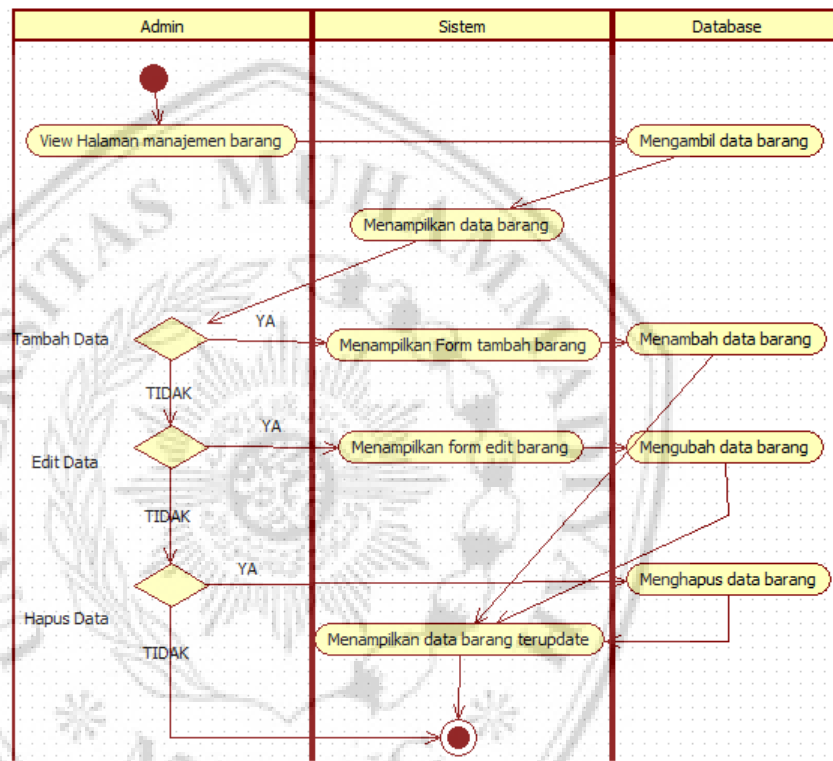 Admin
Sistem
Database
View Halaman manajemen barang
Mengambil data barang
Menampilkan data barang
Tambah Data
YA
Menampilkan Form tambah barang
Menambah data barang
TIDAK
Edit Data
YA
Menampilkan form edit barang
Mengubah data barang
TIDAK
Hapus Data
YA
Menghapus data barang
Menampilkan data barang terupdate
TIDAK